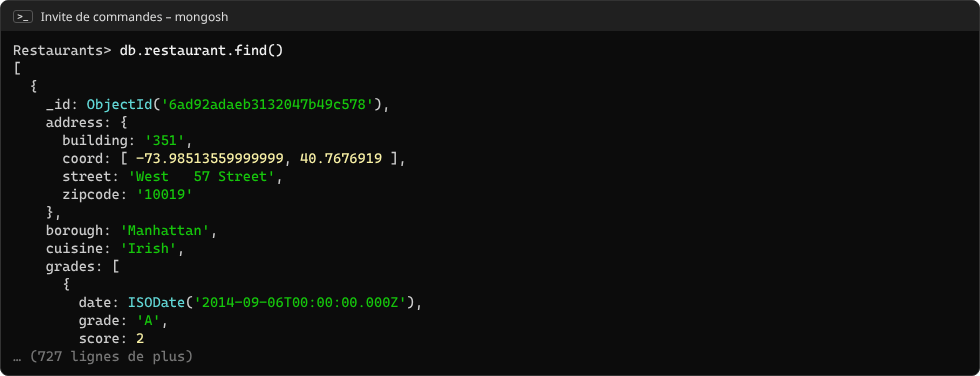 >_ Invite de commandes – mongosh
Restaurants> db.restaurant.find()
[
  {
    _id: ObjectId('6ad92adaeb3132047b49c578'),
    address: {
      building: '351',
      coord: [ -73.98513559999999, 40.7676919 ],
      street: 'West   57 Street',
      zipcode: '10019'
    },
    borough: 'Manhattan',
    cuisine: 'Irish',
    grades: [
      {
        date: ISODate('2014-09-06T00:00:00.000Z'),
        grade: 'A',
        score: 2
… (727 lignes de plus)